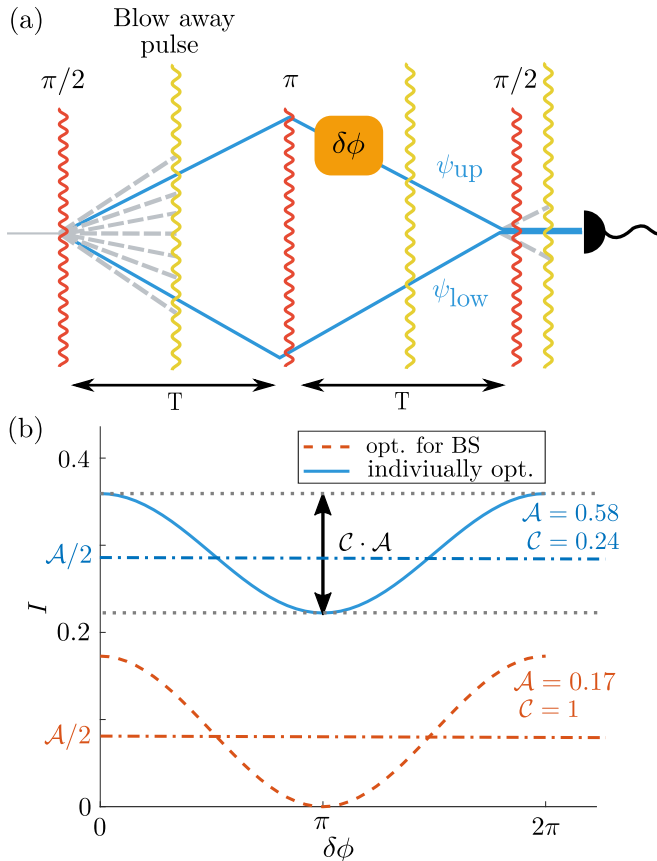 (a)
Blow away
pulse
π/2
π
π/2
δϕ
ψup
ψlow
T
T
(b)
opt. for BS
indiviually opt.
0.4
𝒜 = 0.58
𝒞 = 0.24
𝒞 · 𝒜
𝒜/2
I
0.2
𝒜 = 0.17
𝒞 = 1
𝒜/2
0
0
π
2π
δϕ